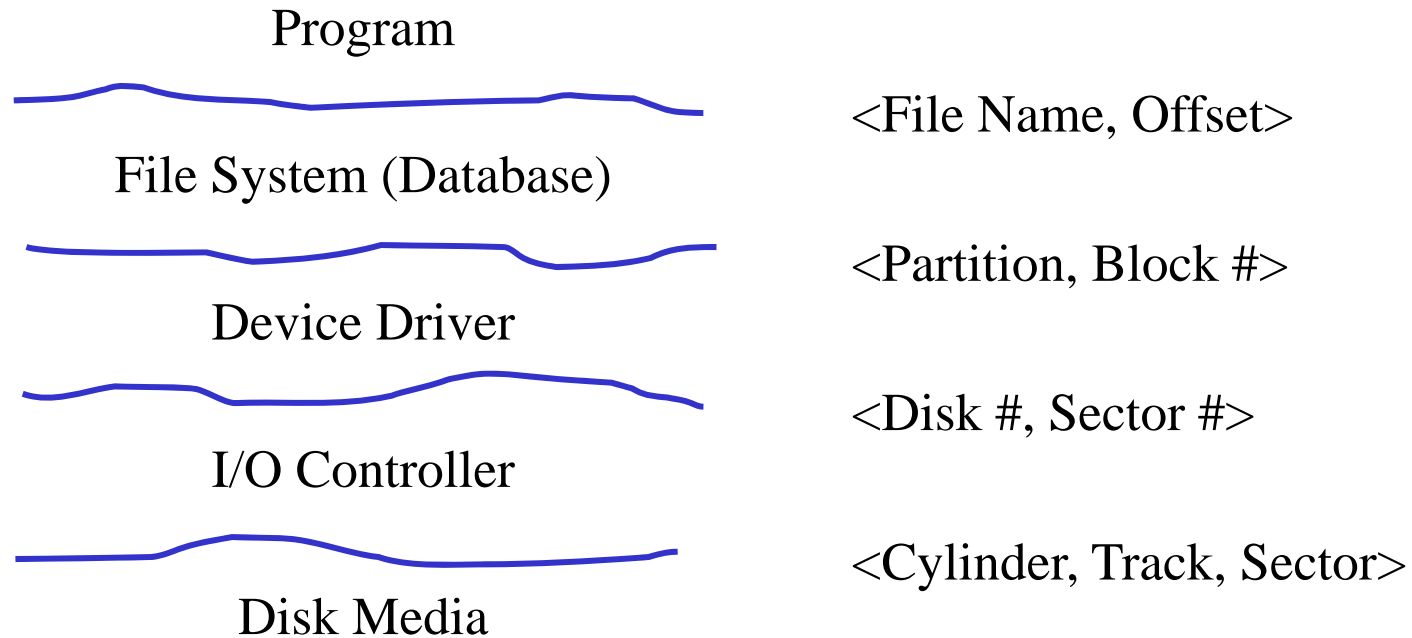 Program
<File Name, Offset>
File System (Database)
<Partition, Block #>
Device Driver
<Disk #, Sector #>
I/O Controller
<Cylinder, Track, Sector>
Disk Media